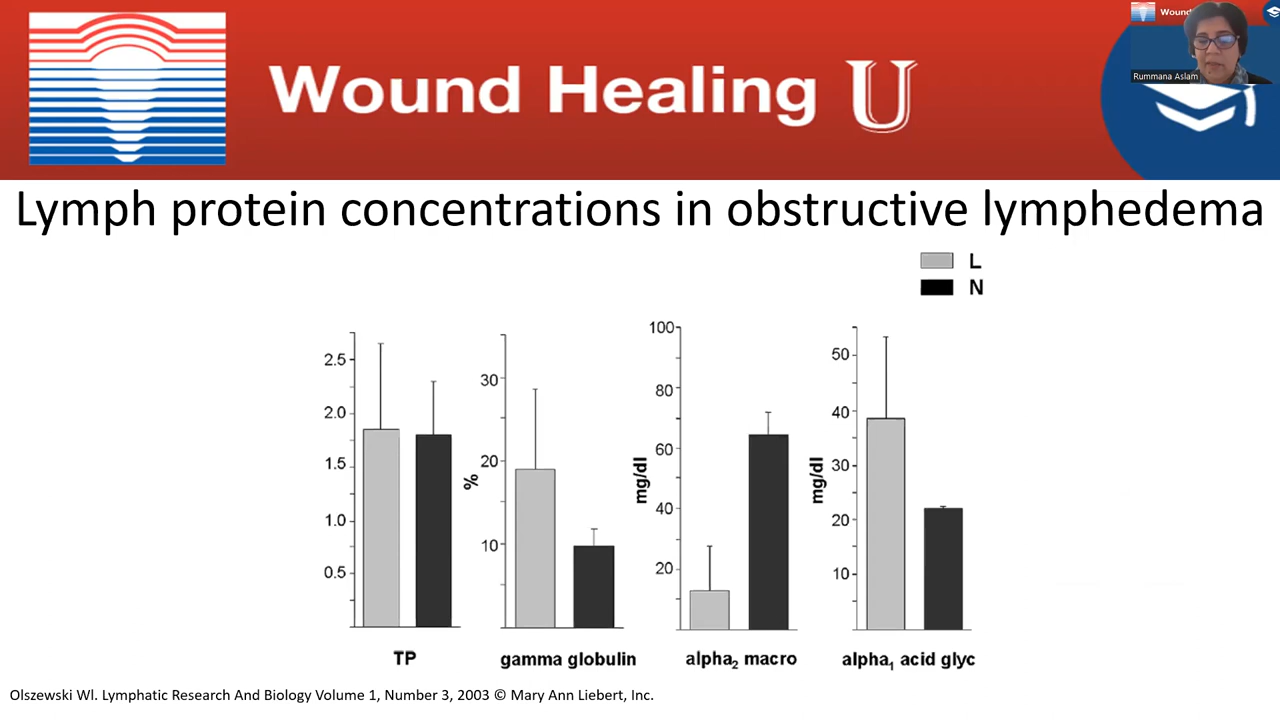 Wound Healing U
Wound
Rummana Aslam
Lymph protein concentrations in obstructive lymphedema
L
N
2.5
2.0
1.5
1.0
0.5
TP
%
30
20
10
gamma globulin
mg/dl
100
80
60
40
20
alpha2 macro
mg/dl
50
40
30
20
10
alpha1 acid glyc
Olszewski Wl. Lymphatic Research And Biology Volume 1, Number 3, 2003 © Mary Ann Liebert, Inc.